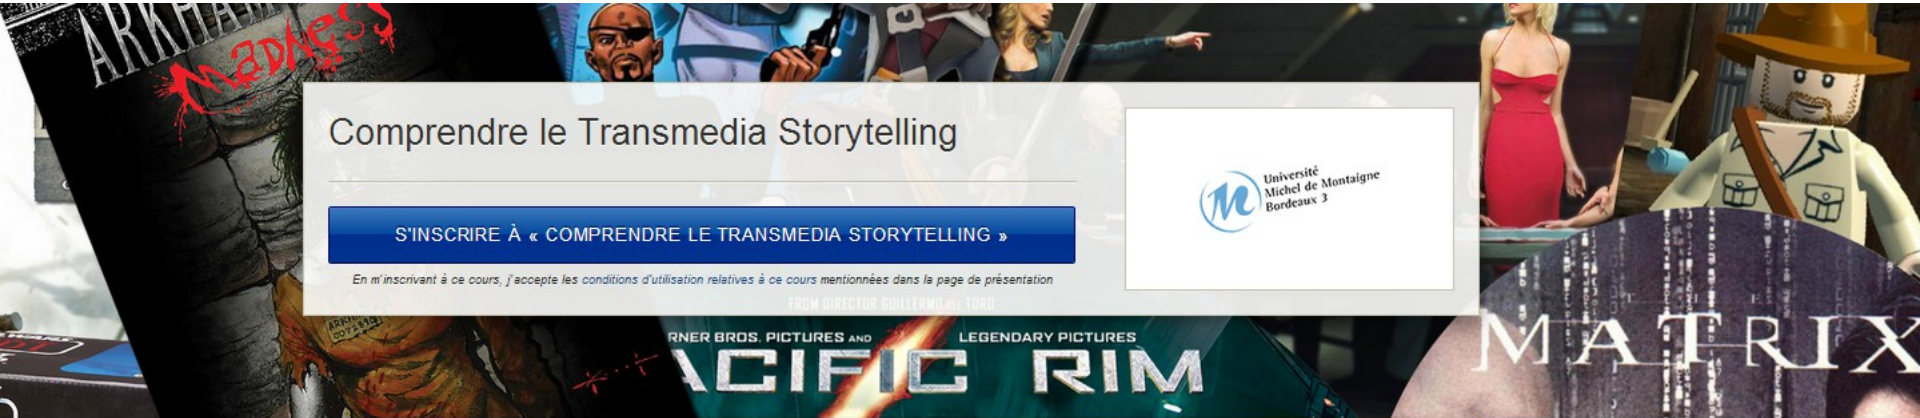 ARKHAM
MADNESS
Comprendre le Transmedia Storytelling
S'INSCRIRE À « COMPRENDRE LE TRANSMEDIA STORYTELLING »
En m'inscrivant à ce cours, j'accepte les conditions d'utilisation relatives à ce cours mentionnées dans la page de présentation
Université
Michel de Montaigne
Bordeaux 3
FROM DIRECTOR GUILLERMO DEL TORO
RNER BROS. PICTURES AND LEGENDARY PICTURES
ACIFIC RIM
THE
MATRIX